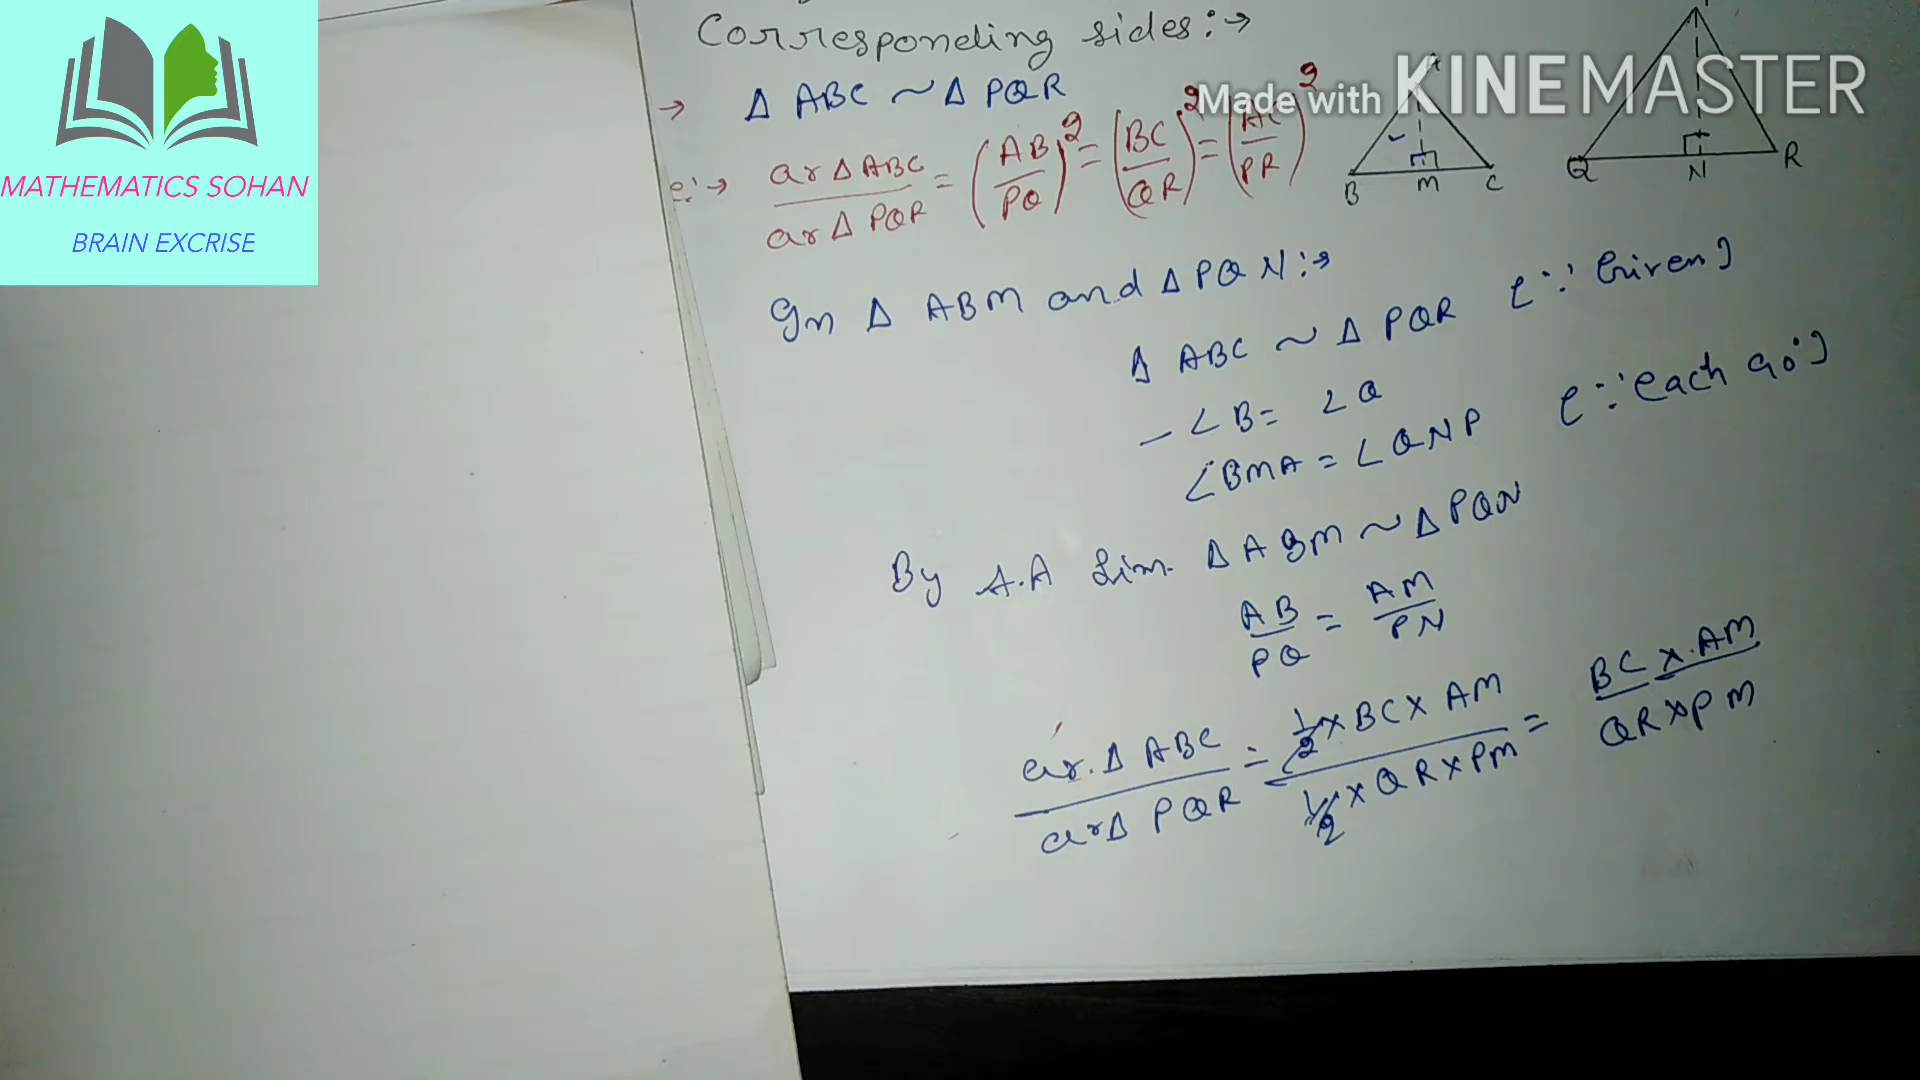 MATHEMATICS SOHAN
BRAIN EXCRISE
Made with KINEMASTER
Corresponding sides:→
→ Δ ABC ~ Δ PQR
:→ ar Δ ABC / ar Δ PQR = (AB/PQ)² = (BC/QR)² = (AC/PR)²
B M C
Q N R
In Δ ABM and Δ PQN:→
Δ ABC ~ Δ PQR [∵ Given]
- ∠B = ∠Q
∠BMA = ∠QNP [∵ each 90°]
By A.A Sim. Δ ABM ~ Δ PQN
AB/PQ = AM/PN
ar. Δ ABC / ar Δ PQR = 1/2 × BC × AM / 1/2 × QR × PM = BC × AM / QR × PM